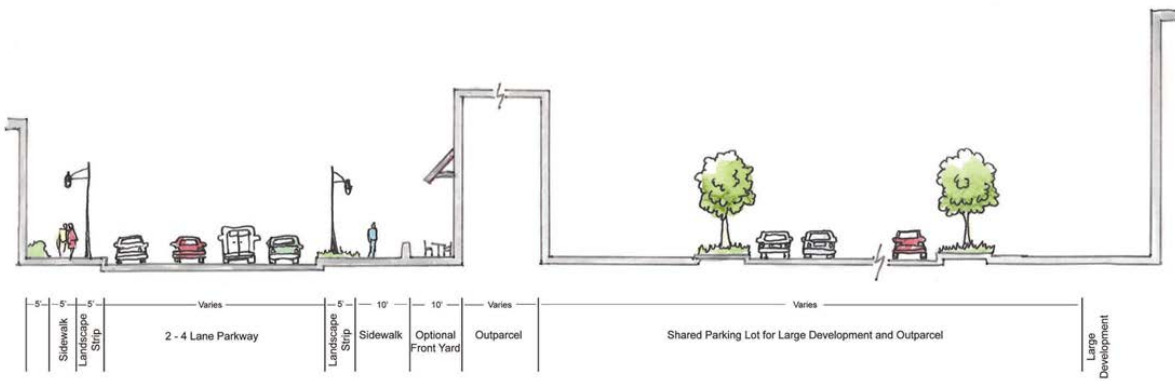 5'
5'
5'
Varies
5'
10'
10'
Varies
Varies
Sidewalk
Landscape
Strip
2 - 4 Lane Parkway
Landscape
Strip
Sidewalk
Optional
Front Yard
Outparcel
Shared Parking Lot for Large Development and Outparcel
Large
Development